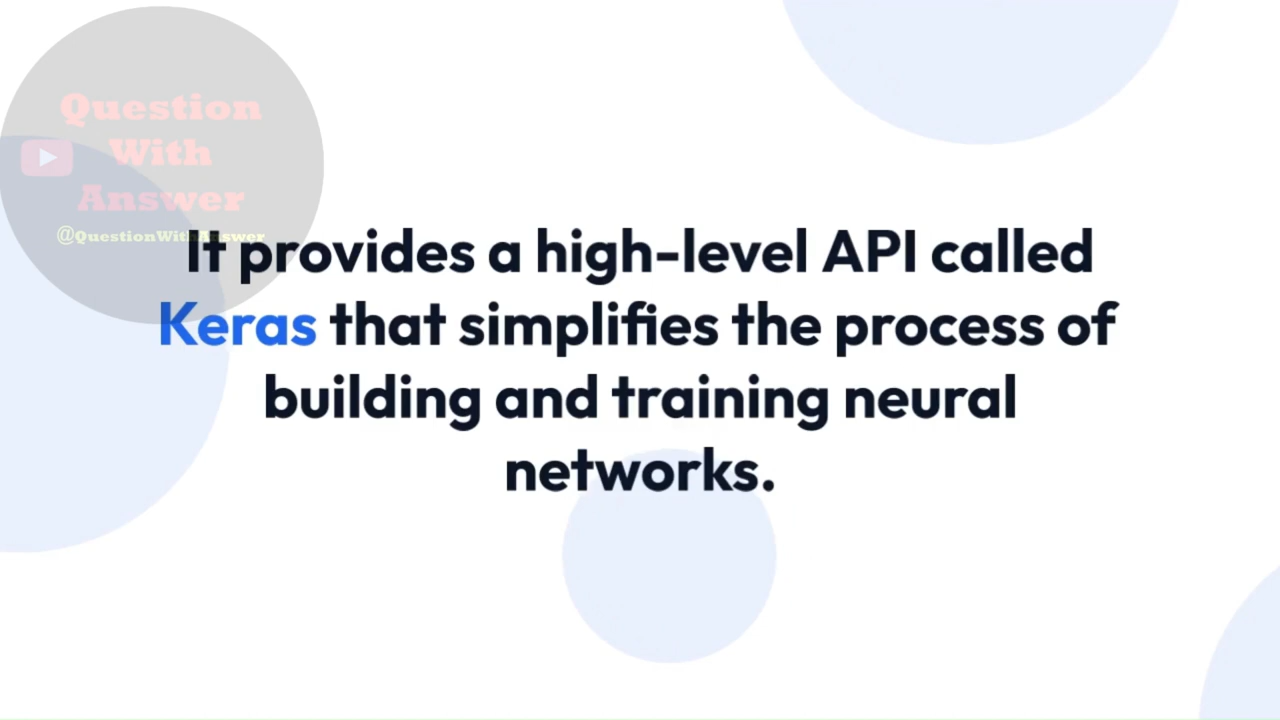 Question
With
Answer
@QuestionWithAnswer
It provides a high-level API called
Keras that simplifies the process of
building and training neural
networks.